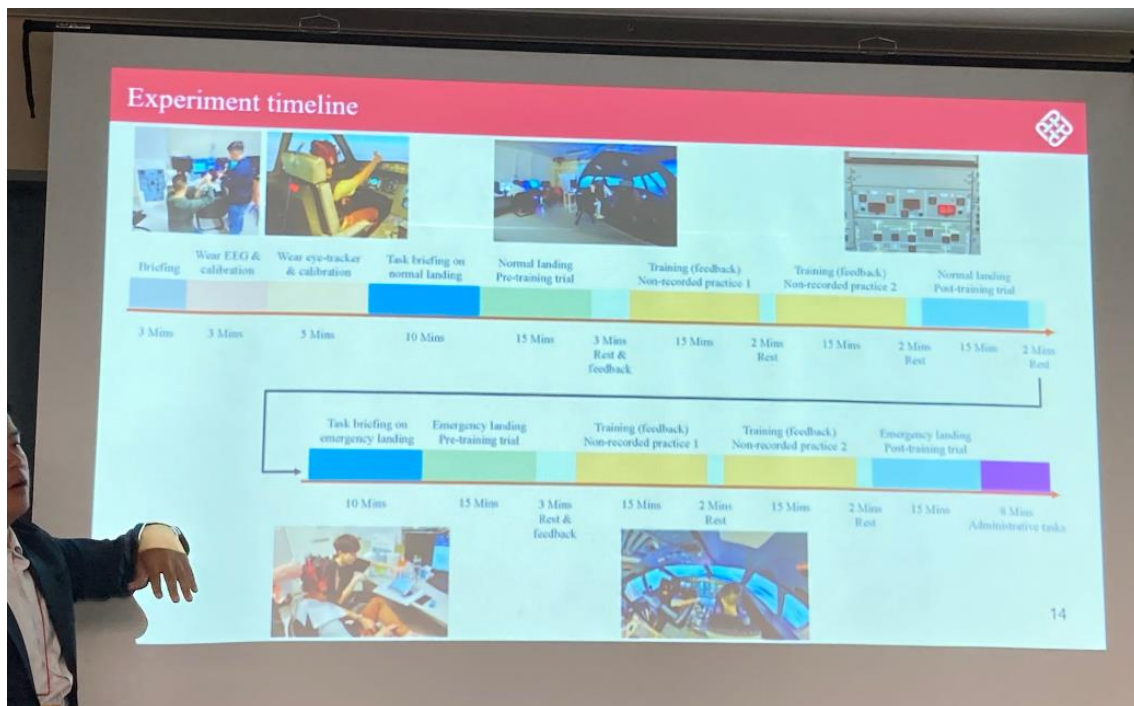 Experiment timeline
Briefing
Wear EEG &
calibration
Wear eye-tracker
& calibration
Task briefing on
normal landing
Normal landing
Pre-training trial
Training (feedback)
Non-recorded practice 1
Training (feedback)
Non-recorded practice 2
Normal landing
Post-training trial
3 Mins
3 Mins
5 Mins
10 Mins
15 Mins
3 Mins
Rest &
feedback
15 Mins
2 Mins
Rest
15 Mins
2 Mins
Rest
15 Mins
2 Mins
Rest
Task briefing on
emergency landing
Emergency landing
Pre-training trial
Training (feedback)
Non-recorded practice 1
Training (feedback)
Non-recorded practice 2
Emergency landing
Post-training trial
10 Mins
15 Mins
3 Mins
Rest &
feedback
15 Mins
2 Mins
Rest
15 Mins
2 Mins
Rest
15 Mins
8 Mins
Administrative tasks
14